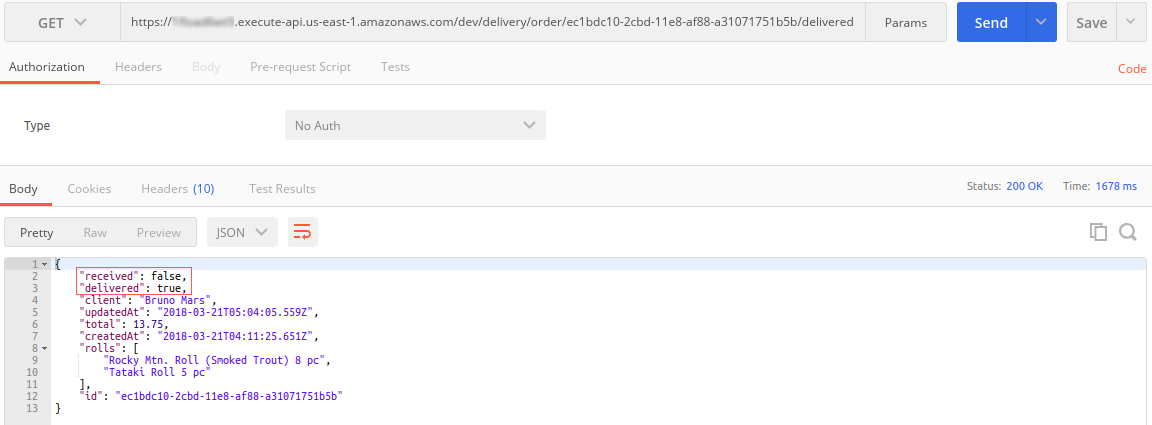 GET https:// .execute-api.us-east-1.amazonaws.com/dev/delivery/order/ec1bdc10-2cbd-11e8-af88-a31071751b5b/delivered Params Send Save
Authorization Headers Body Pre-request Script Tests Code
Type No Auth
Body Cookies Headers (10) Test Results Status: 200 OK Time: 1678 ms
Pretty Raw Preview JSON
1 {
2 "received": false,
3 "delivered": true,
4 "client": "Bruno Mars",
5 "updatedAt": "2018-03-21T05:04:05.559Z",
6 "total": 13.75,
7 "createdAt": "2018-03-21T04:11:25.651Z",
8 "rolls": [
9 "Rocky Mtn. Roll (Smoked Trout) 8 pc",
10 "Tataki Roll 5 pc"
11 ],
12 "id": "ec1bdc10-2cbd-11e8-af88-a31071751b5b"
13 }